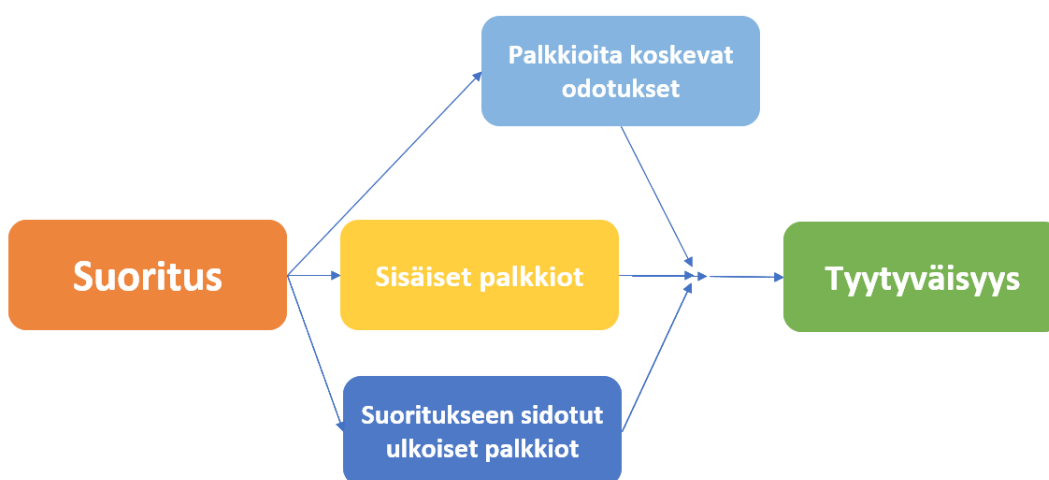 Palkkioita koskevat
odotukset
Suoritus
Sisäiset palkkiot
Tyytyväisyys
Suoritukseen sidotut
ulkoiset palkkiot